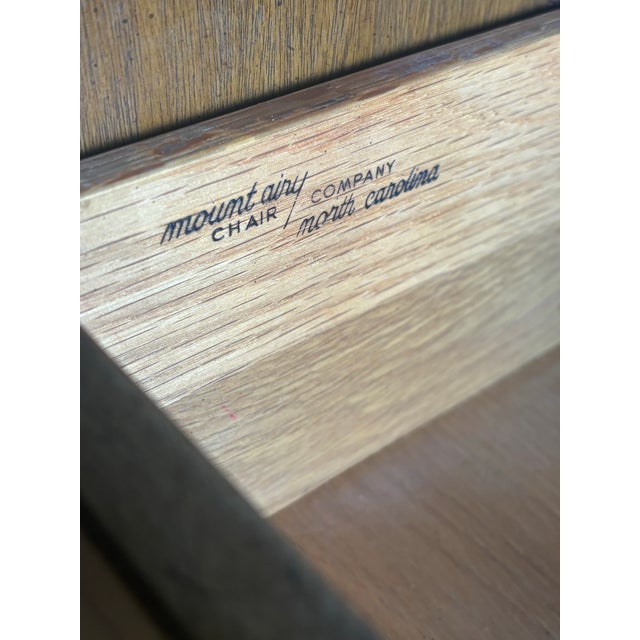 mount airy / COMPANY
CHAIR / north carolina